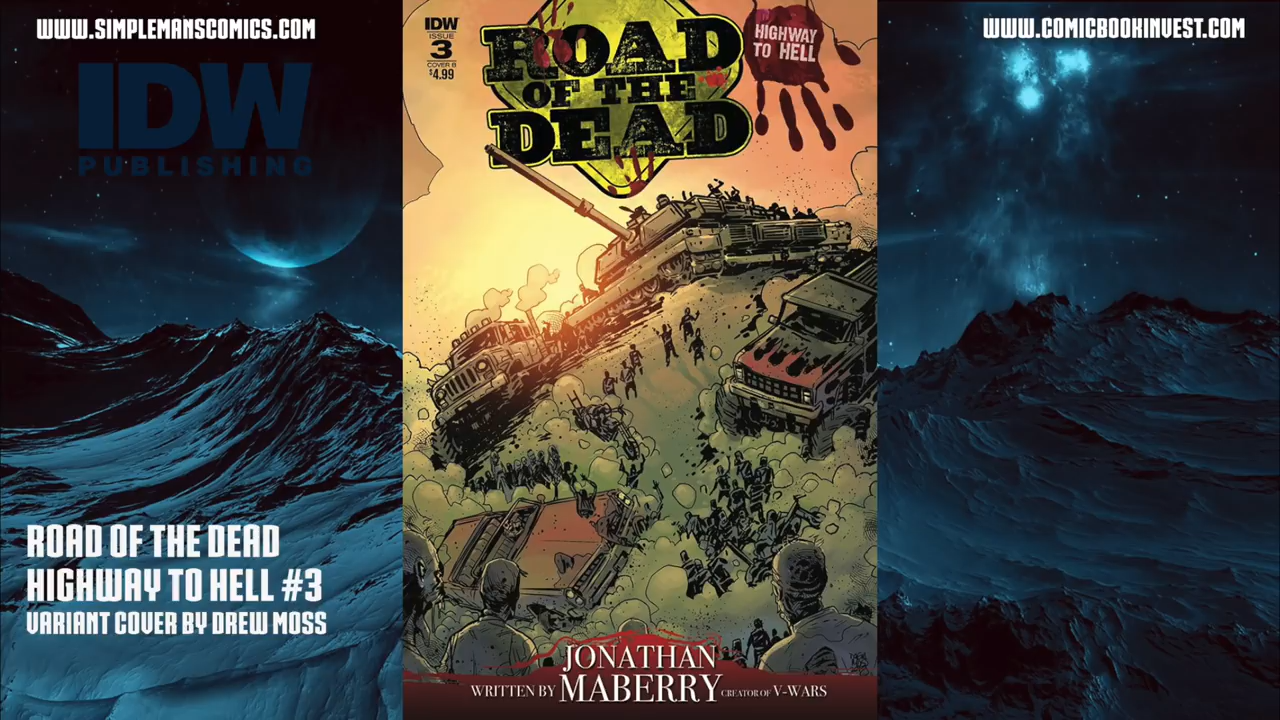 WWW.SIMPLEMANSCOMICS.COM
WWW.COMICBOOKINVEST.COM
IDW
PUBLISHING
IDW
ISSUE
3
COVER B
$4.99
ROAD
OF THE
DEAD
HIGHWAY
TO HELL
ROAD OF THE DEAD
HIGHWAY TO HELL #3
VARIANT COVER BY DREW MOSS
JONATHAN
WRITTEN BY MABERRY CREATOR OF V-WARS